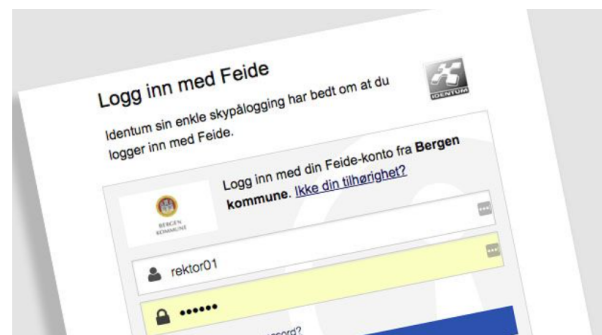 Logg inn med Feide
Identum sin enkle skypålogging har bedt om at du
logger inn med Feide.
IDENTUM
Logg inn med din Feide-konto fra Bergen
kommune. Ikke din tilhørighet?
BERGEN
KOMMUNE
rektor01
••••••